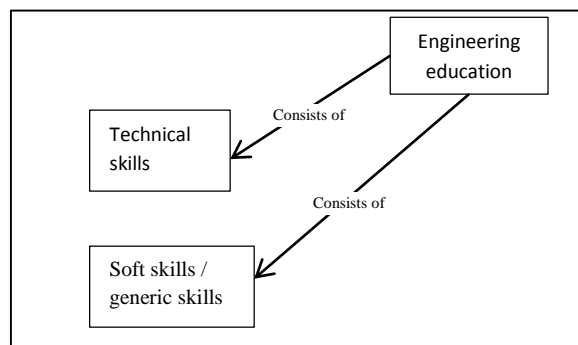 Engineering
education
Consists of
Technical
skills
Consists of
Soft skills /
generic skills